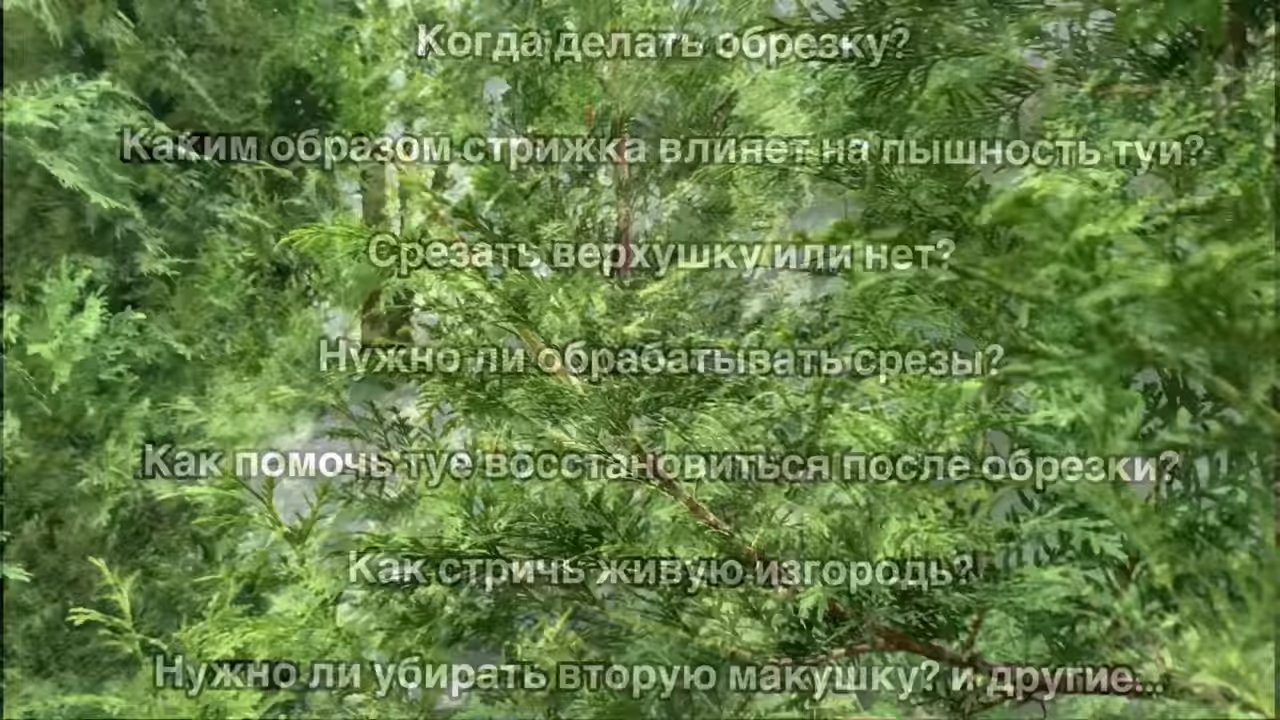 Когда делать обрезку?
Каким образом стрижка влияет на пышность туи?
Срезать верхушку или нет?
Нужно ли обрабатывать срезы?
Как помочь туе восстановиться после обрезки?
Как стричь живую изгородь?
Нужно ли убирать вторую макушку? и другие...